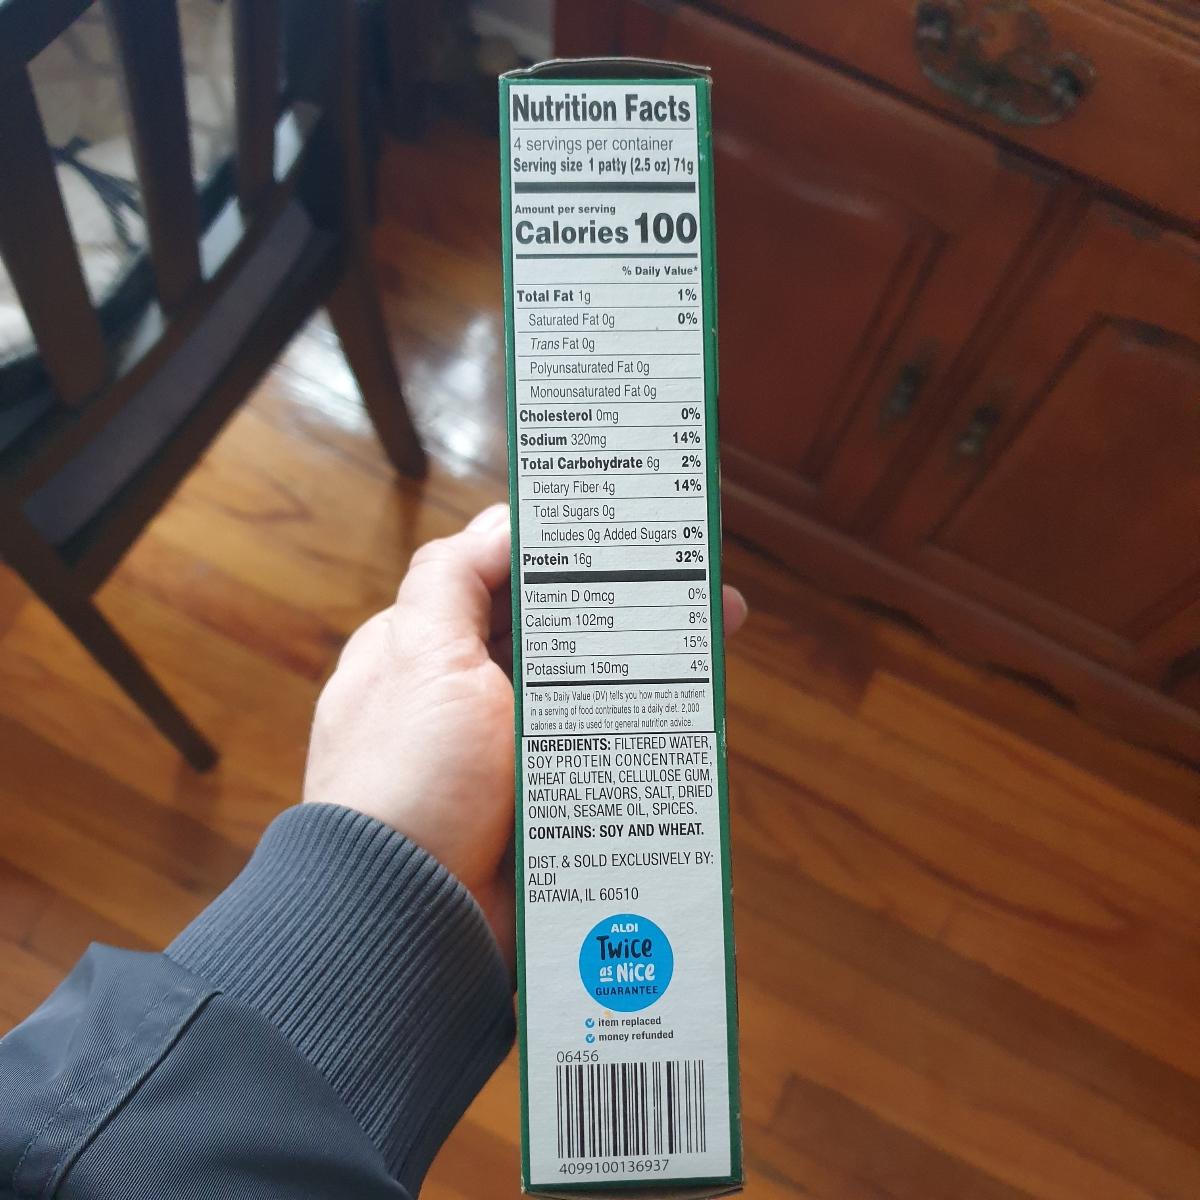 Nutrition Facts
4 servings per container
Serving size 1 patty (2.5 oz) 71g
Amount per serving
Calories 100
% Daily Value*
Total Fat 1g 1%
Saturated Fat 0g 0%
Trans Fat 0g
Polyunsaturated Fat 0g
Monounsaturated Fat 0g
Cholesterol 0mg 0%
Sodium 320mg 14%
Total Carbohydrate 6g 2%
Dietary Fiber 4g 14%
Total Sugars 0g
Includes 0g Added Sugars 0%
Protein 16g 32%
Vitamin D 0mcg 0%
Calcium 102mg 8%
Iron 3mg 15%
Potassium 150mg 4%
* The % Daily Value (DV) tells you how much a nutrient
in a serving of food contributes to a daily diet. 2,000
calories a day is used for general nutrition advice.
INGREDIENTS: FILTERED WATER,
SOY PROTEIN CONCENTRATE,
WHEAT GLUTEN, CELLULOSE GUM,
NATURAL FLAVORS, SALT, DRIED
ONION, SESAME OIL, SPICES.
CONTAINS: SOY AND WHEAT.
DIST. & SOLD EXCLUSIVELY BY:
ALDI
BATAVIA, IL 60510
ALDI
Twice
as Nice
GUARANTEE
item replaced
money refunded
06456
4099100136937